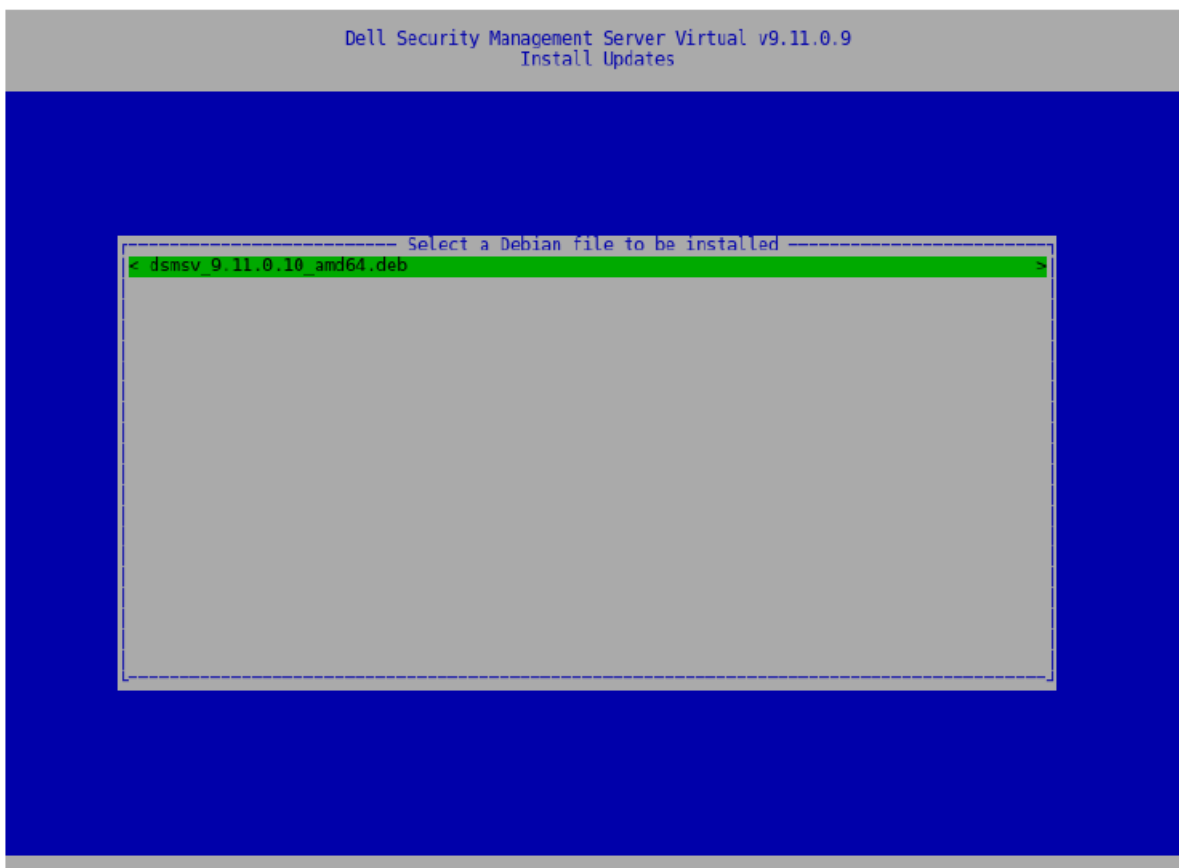 Dell Security Management Server Virtual v9.11.0.9
Install Updates
Select a Debian file to be installed
< dsmsv_9.11.0.10_amd64.deb >